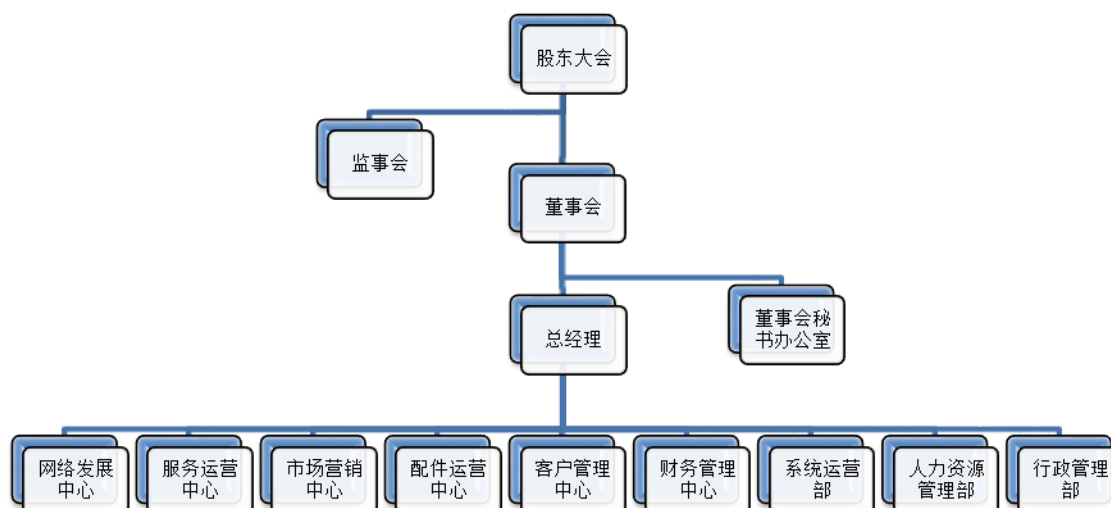 股东大会
监事会
董事会
总经理
董事会秘
书办公室
网络发展
中心
服务运营
中心
市场营销
中心
配件运营
中心
客户管理
中心
财务管理
中心
系统运营
部
人力资源
管理部
行政管理
部